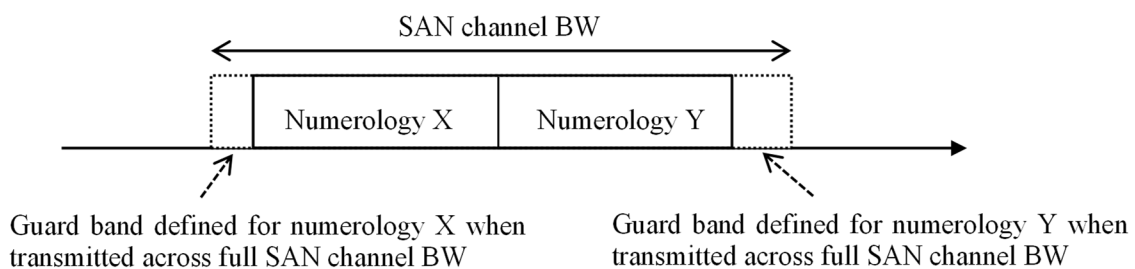 SAN channel BW
Numerology X
Numerology Y
Guard band defined for numerology X when
transmitted across full SAN channel BW
Guard band defined for numerology Y when
transmitted across full SAN channel BW